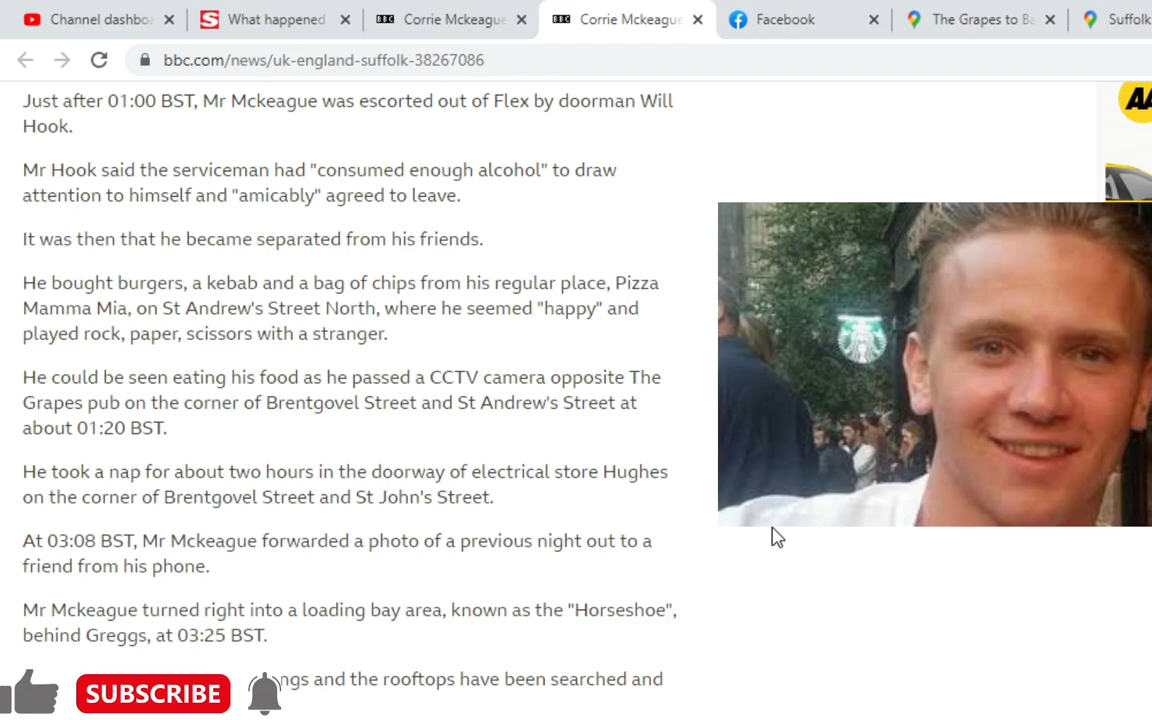 Channel dashbo
What happened
BBC Corrie Mckeague
BBC Corrie Mckeague
Facebook
The Grapes to Ba
Suffolk
bbc.com/news/uk-england-suffolk-38267086
Just after 01:00 BST, Mr Mckeague was escorted out of Flex by doorman Will
Hook.
Mr Hook said the serviceman had "consumed enough alcohol" to draw
attention to himself and "amicably" agreed to leave.
It was then that he became separated from his friends.
He bought burgers, a kebab and a bag of chips from his regular place, Pizza
Mamma Mia, on St Andrew's Street North, where he seemed "happy" and
played rock, paper, scissors with a stranger.
He could be seen eating his food as he passed a CCTV camera opposite The
Grapes pub on the corner of Brentgovel Street and St Andrew's Street at
about 01:20 BST.
He took a nap for about two hours in the doorway of electrical store Hughes
on the corner of Brentgovel Street and St John's Street.
At 03:08 BST, Mr Mckeague forwarded a photo of a previous night out to a
friend from his phone.
Mr Mckeague turned right into a loading bay area, known as the "Horseshoe",
behind Greggs, at 03:25 BST.
ngs and the rooftops have been searched and
SUBSCRIBE
AA